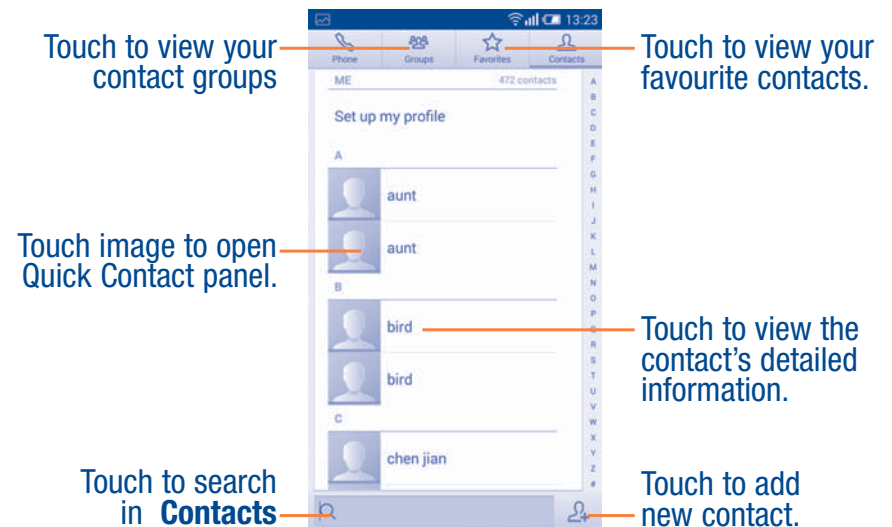 13:23
Touch to view your
contact groups
Phone Groups Favorites Contacts
Touch to view your
favourite contacts.
ME 472 contacts
Set up my profile
A
aunt
aunt
Touch image to open
Quick Contact panel.
B
bird
bird
Touch to view the
contact's detailed
information.
C
chen jian
A
B
C
D
E
F
G
H
I
J
K
L
M
N
O
P
R
S
T
U
V
W
X
Y
Z
#
Touch to search
in Contacts
Touch to add
new contact.